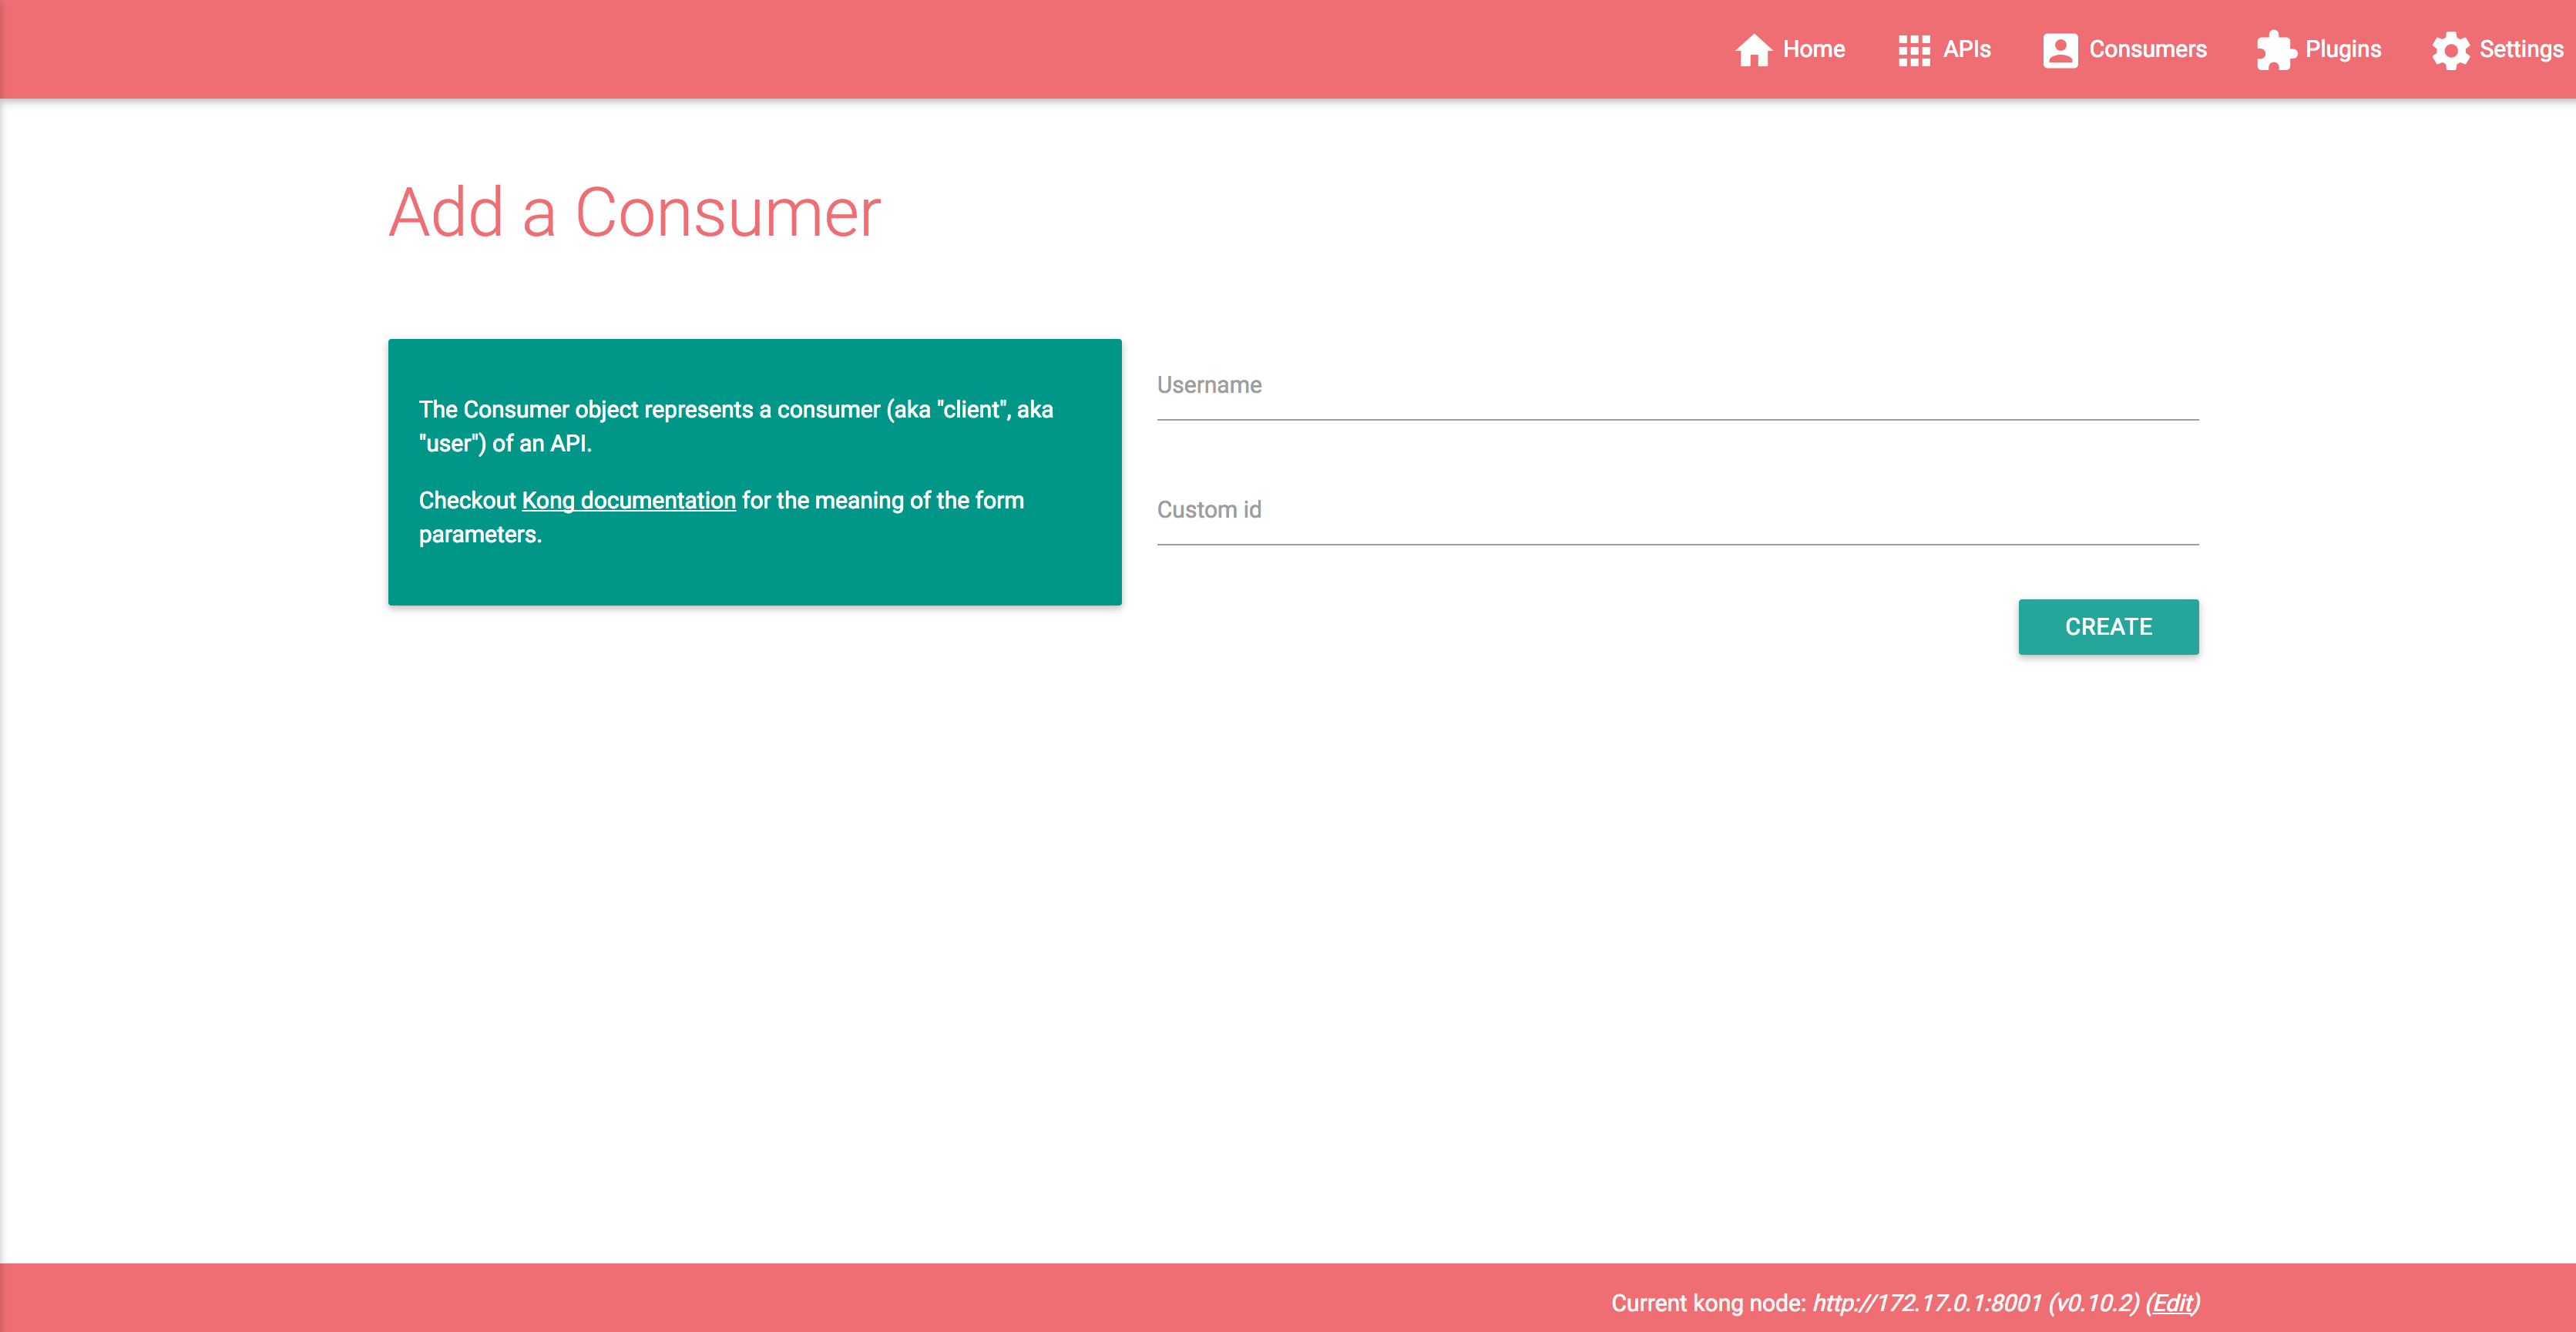 Home APIs Consumers Plugins Settings
Add a Consumer
The Consumer object represents a consumer (aka "client", aka
"user") of an API.
Checkout Kong documentation for the meaning of the form
parameters.
Username
Custom id
CREATE
Current kong node: http://172.17.0.1:8001 (v0.10.2) (Edit)